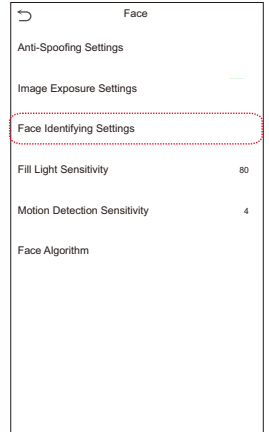 Face
Anti-Spoofing Settings
Image Exposure Settings
Face Identifying Settings
Fill Light Sensitivity 80
Motion Detection Sensitivity 4
Face Algorithm